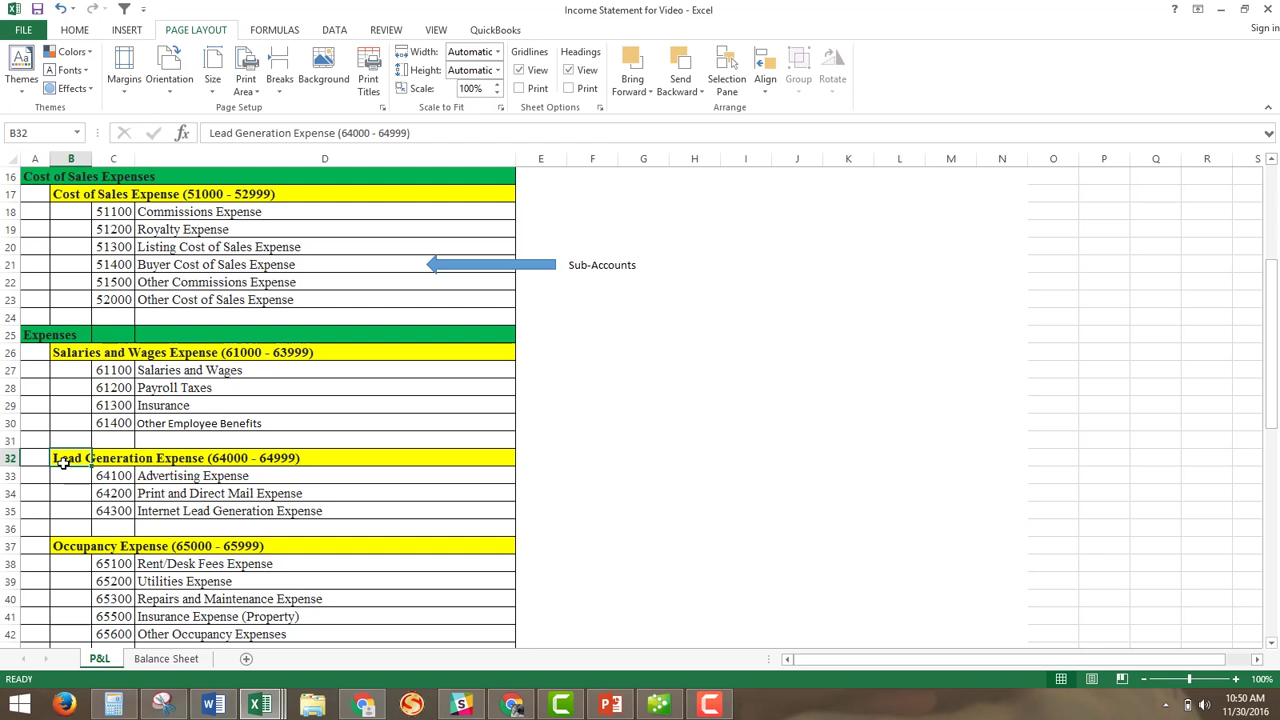 Income Statement for Video - Excel
Sign in
FILE HOME INSERT PAGE LAYOUT FORMULAS DATA REVIEW VIEW QuickBooks
Themes
Colors
Fonts
Effects
Margins
Orientation
Size
Print Area
Breaks
Background
Print Titles
Width: Automatic
Height: Automatic
Scale: 100%
Gridlines
View
Print
Headings
View
Print
Bring Forward
Send Backward
Selection Pane
Align
Group
Rotate
Themes
Page Setup
Scale to Fit
Sheet Options
Arrange
B32
fx
Lead Generation Expense (64000 - 64999)
A B C D E F G H I J K L M N O P Q R S
16 Cost of Sales Expenses
17 Cost of Sales Expense (51000 - 52999)
18 51100 Commissions Expense
19 51200 Royalty Expense
20 51300 Listing Cost of Sales Expense
21 51400 Buyer Cost of Sales Expense Sub-Accounts
22 51500 Other Commissions Expense
23 52000 Other Cost of Sales Expense
24
25 Expenses
26 Salaries and Wages Expense (61000 - 63999)
27 61100 Salaries and Wages
28 61200 Payroll Taxes
29 61300 Insurance
30 61400 Other Employee Benefits
31
32 Lead Generation Expense (64000 - 64999)
33 64100 Advertising Expense
34 64200 Print and Direct Mail Expense
35 64300 Internet Lead Generation Expense
36
37 Occupancy Expense (65000 - 65999)
38 65100 Rent/Desk Fees Expense
39 65200 Utilities Expense
40 65300 Repairs and Maintenance Expense
41 65500 Insurance Expense (Property)
42 65600 Other Occupancy Expenses
P&L Balance Sheet
READY
100%
10:50 AM
11/30/2016